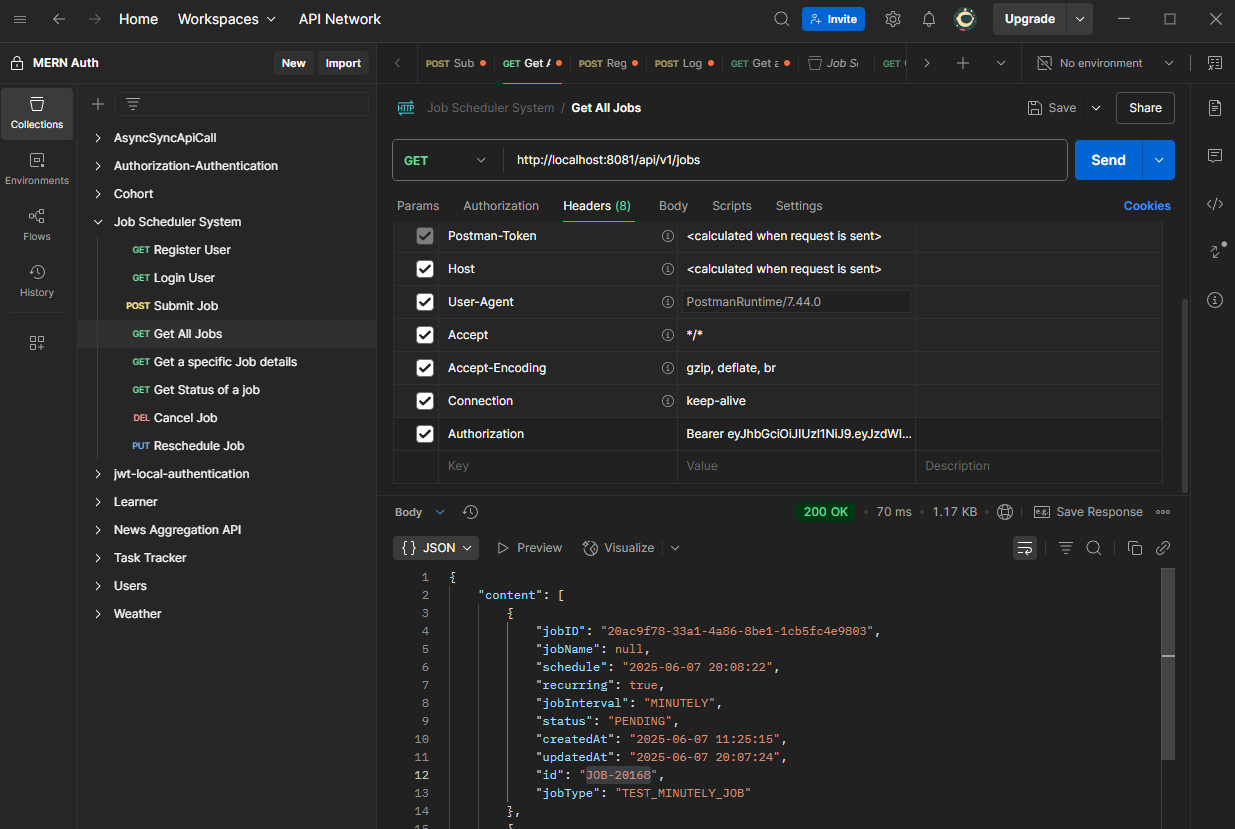 Home Workspaces API Network Invite Upgrade
MERN Auth New Import
POST Sub GET Get A POST Reg POST Log GET Get a Job Sc GET No environment
Collections
Environments
Flows
History
AsyncSyncApiCall
Authorization-Authentication
Cohort
Job Scheduler System
GET Register User
GET Login User
POST Submit Job
GET Get All Jobs
GET Get a specific Job details
GET Get Status of a job
DEL Cancel Job
PUT Reschedule Job
jwt-local-authentication
Learner
News Aggregation API
Task Tracker
Users
Weather
HTTP Job Scheduler System / Get All Jobs Save Share
GET http://localhost:8081/api/v1/jobs Send
Params Authorization Headers (8) Body Scripts Settings Cookies
Postman-Token <calculated when request is sent>
Host <calculated when request is sent>
User-Agent PostmanRuntime/7.44.0
Accept */*
Accept-Encoding gzip, deflate, br
Connection keep-alive
Authorization Bearer eyJhbGciOiJIUzI1NiJ9.eyJzdWI...
Key Value Description
Body 200 OK 70 ms 1.17 KB e.g. Save Response
{} JSON Preview Visualize
1 {
2 "content": [
3 {
4 "jobID": "20ac9f78-33a1-4a86-8be1-1cb5fc4e9803",
5 "jobName": null,
6 "schedule": "2025-06-07 20:08:22",
7 "recurring": true,
8 "jobInterval": "MINUTELY",
9 "status": "PENDING",
10 "createdAt": "2025-06-07 11:25:15",
11 "updatedAt": "2025-06-07 20:07:24",
12 "id": "JOB-20168",
13 "jobType": "TEST_MINUTELY_JOB"
14 },
15 {